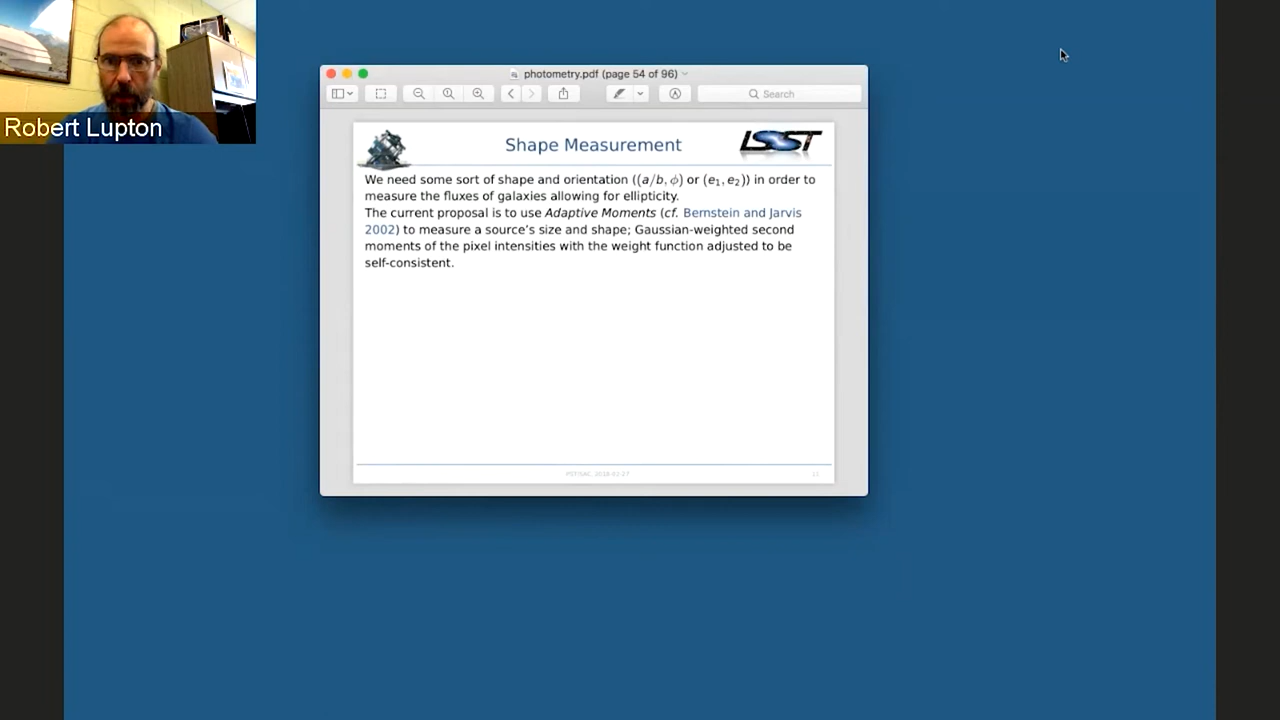 Robert Lupton
photometry.pdf (page 54 of 96)
Search
Shape Measurement
LSST
We need some sort of shape and orientation ((a/b, ϕ) or (e₁, e₂)) in order to
measure the fluxes of galaxies allowing for ellipticity.
The current proposal is to use Adaptive Moments (cf. Bernstein and Jarvis
2002) to measure a source's size and shape; Gaussian-weighted second
moments of the pixel intensities with the weight function adjusted to be
self-consistent.